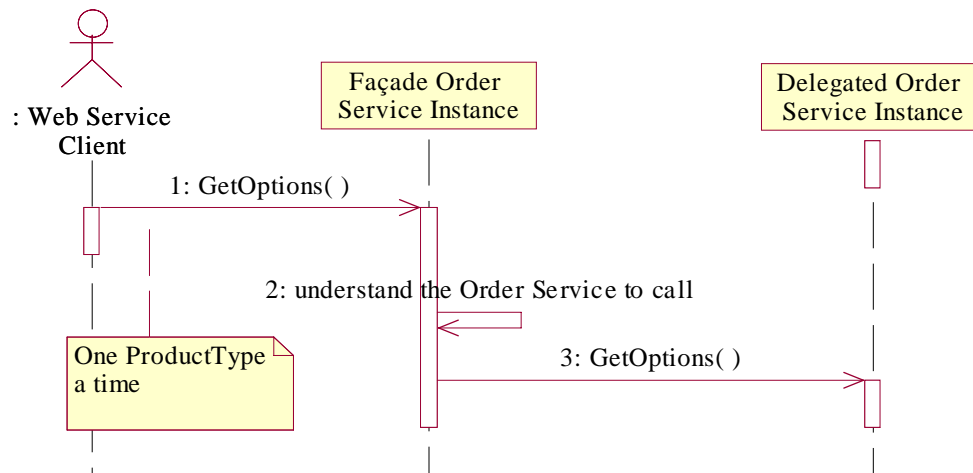 Façade Order
Service Instance
Delegated Order
Service Instance
: Web Service
Client
1: GetOptions( )
2: understand the Order Service to call
One ProductType
a time
3: GetOptions( )